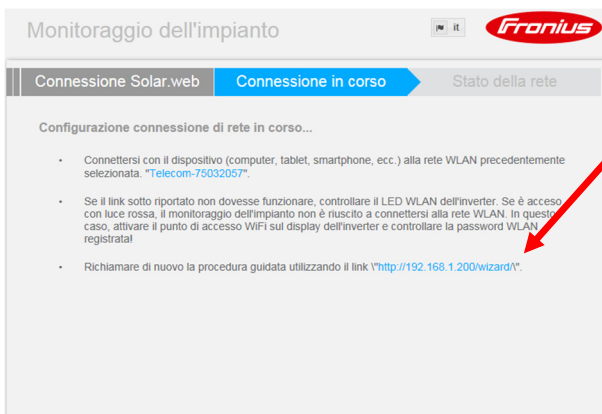 Monitoraggio dell'impianto
it
Fronius
Connessione Solar.web
Connessione in corso
Stato della rete
Configurazione connessione di rete in corso...
• Connettersi con il dispositivo (computer, tablet, smartphone, ecc.) alla rete WLAN precedentemente
selezionata. "Telecom-75032057".
• Se il link sotto riportato non dovesse funzionare, controllare il LED WLAN dell'inverter. Se è acceso
con luce rossa, il monitoraggio dell'impianto non è riuscito a connettersi alla rete WLAN. In questo
caso, attivare il punto di accesso WiFi sul display dell'inverter e controllare la password WLAN
registrata!
• Richiamare di nuovo la procedura guidata utilizzando il link \"http://192.168.1.200/wizard/\".